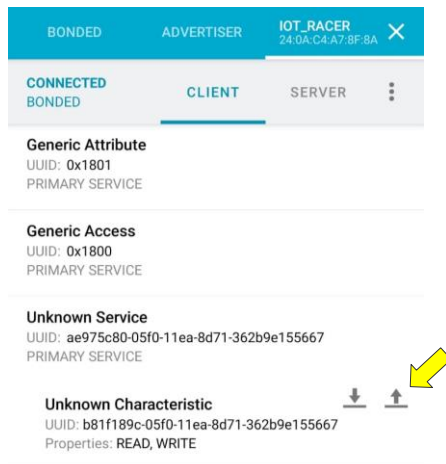 BONDED
ADVERTISER
IOT_RACER
24:0A:C4:A7:8F:8A
CONNECTED
BONDED
CLIENT
SERVER
Generic Attribute
UUID: 0x1801
PRIMARY SERVICE
Generic Access
UUID: 0x1800
PRIMARY SERVICE
Unknown Service
UUID: ae975c80-05f0-11ea-8d71-362b9e155667
PRIMARY SERVICE
Unknown Characteristic
UUID: b81f189c-05f0-11ea-8d71-362b9e155667
Properties: READ, WRITE